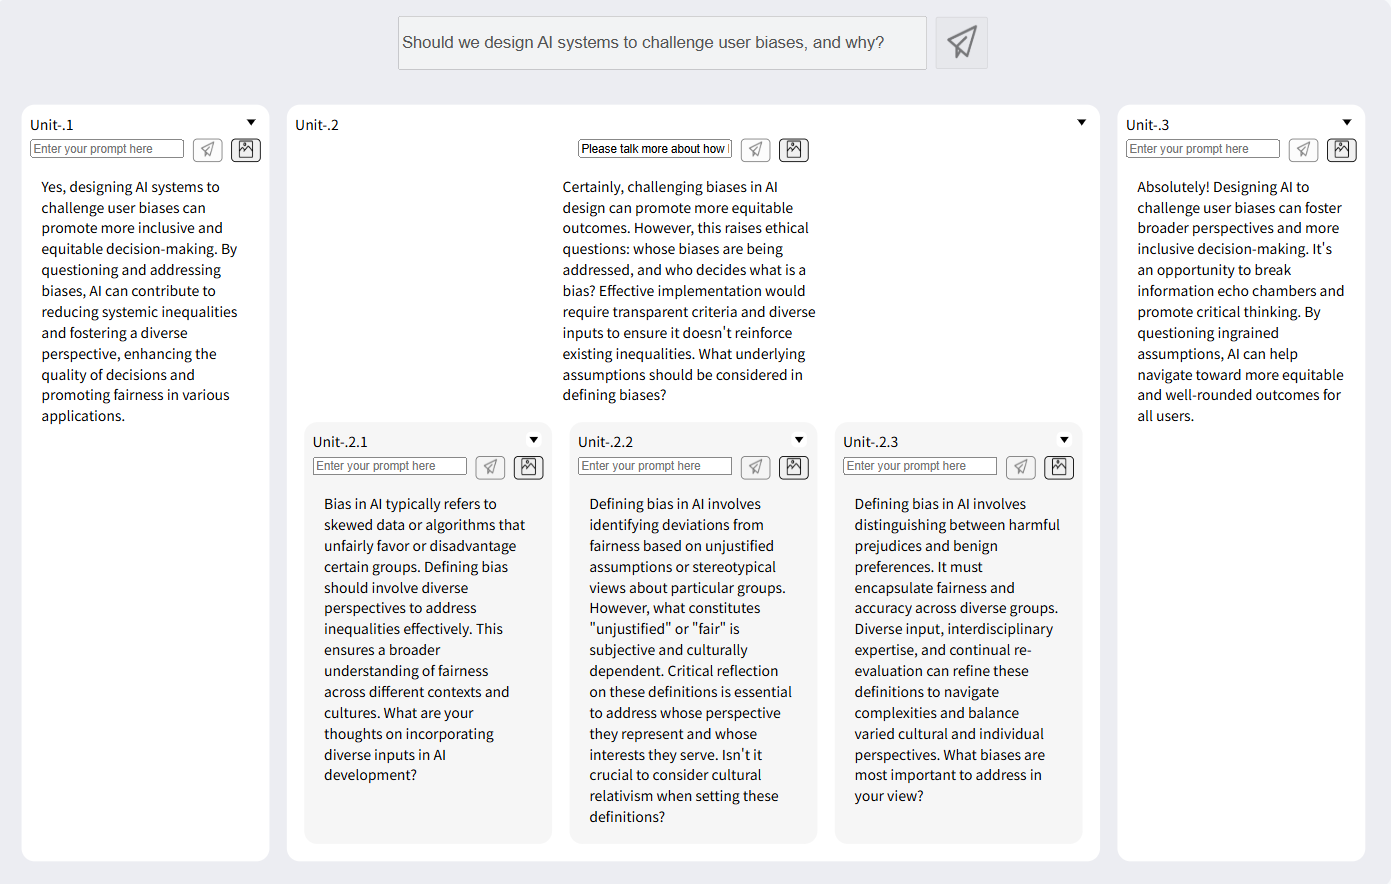 Should we design AI systems to challenge user biases, and why?
Unit-.1
Enter your prompt here
Yes, designing AI systems to
challenge user biases can
promote more inclusive and
equitable decision-making. By
questioning and addressing
biases, AI can contribute to
reducing systemic inequalities
and fostering a diverse
perspective, enhancing the
quality of decisions and
promoting fairness in various
applications.
Unit-.2
Please talk more about how
Certainly, challenging biases in AI
design can promote more equitable
outcomes. However, this raises ethical
questions: whose biases are being
addressed, and who decides what is a
bias? Effective implementation would
require transparent criteria and diverse
inputs to ensure it doesn't reinforce
existing inequalities. What underlying
assumptions should be considered in
defining biases?
Unit-.2.1
Enter your prompt here
Bias in AI typically refers to
skewed data or algorithms that
unfairly favor or disadvantage
certain groups. Defining bias
should involve diverse
perspectives to address
inequalities effectively. This
ensures a broader
understanding of fairness
across different contexts and
cultures. What are your
thoughts on incorporating
diverse inputs in AI
development?
Unit-.2.2
Enter your prompt here
Defining bias in AI involves
identifying deviations from
fairness based on unjustified
assumptions or stereotypical
views about particular groups.
However, what constitutes
"unjustified" or "fair" is
subjective and culturally
dependent. Critical reflection
on these definitions is essential
to address whose perspective
they represent and whose
interests they serve. Isn't it
crucial to consider cultural
relativism when setting these
definitions?
Unit-.2.3
Enter your prompt here
Defining bias in AI involves
distinguishing between harmful
prejudices and benign
preferences. It must
encapsulate fairness and
accuracy across diverse groups.
Diverse input, interdisciplinary
expertise, and continual re-
evaluation can refine these
definitions to navigate
complexities and balance
varied cultural and individual
perspectives. What biases are
most important to address in
your view?
Unit-.3
Enter your prompt here
Absolutely! Designing AI to
challenge user biases can foster
broader perspectives and more
inclusive decision-making. It's
an opportunity to break
information echo chambers and
promote critical thinking. By
questioning ingrained
assumptions, AI can help
navigate toward more equitable
and well-rounded outcomes for
all users.